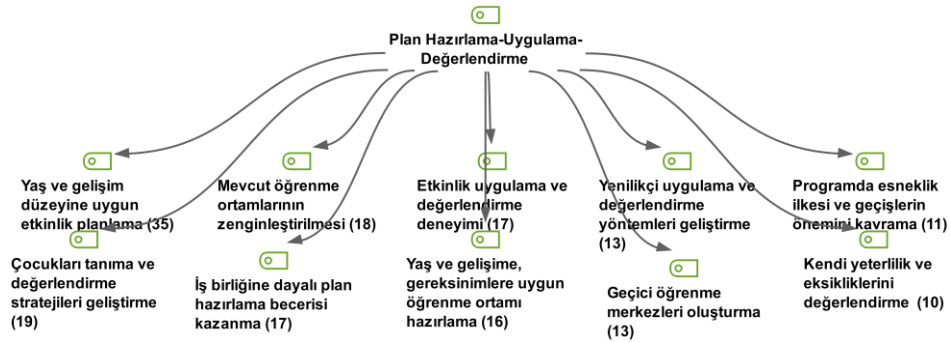 Plan Hazırlama-Uygulama-
Değerlendirme
Yaş ve gelişim
düzeyine uygun
etkinlik planlama (35)
Mevcut öğrenme
ortamlarının
zenginleştirilmesi (18)
Etkinlik uygulama ve
değerlendirme
deneyimi (17)
Yenilikçi uygulama ve
değerlendirme
yöntemleri geliştirme
(13)
Programda esneklik
ilkesi ve geçişlerin
önemini kavrama (11)
Çocukları tanıma ve
değerlendirme
stratejileri geliştirme
(19)
İş birliğine dayalı plan
hazırlama becerisi
kazanma (17)
Yaş ve gelişime,
gereksinimlere uygun
öğrenme ortamı
hazırlama (16)
Geçici öğrenme
merkezleri oluşturma
(13)
Kendi yeterlilik ve
eksikliklerini
değerlendirme (10)